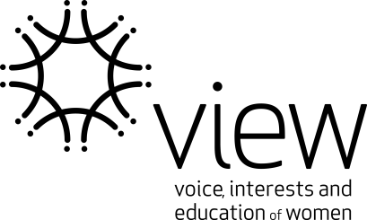 view
voice, interests and
education of women